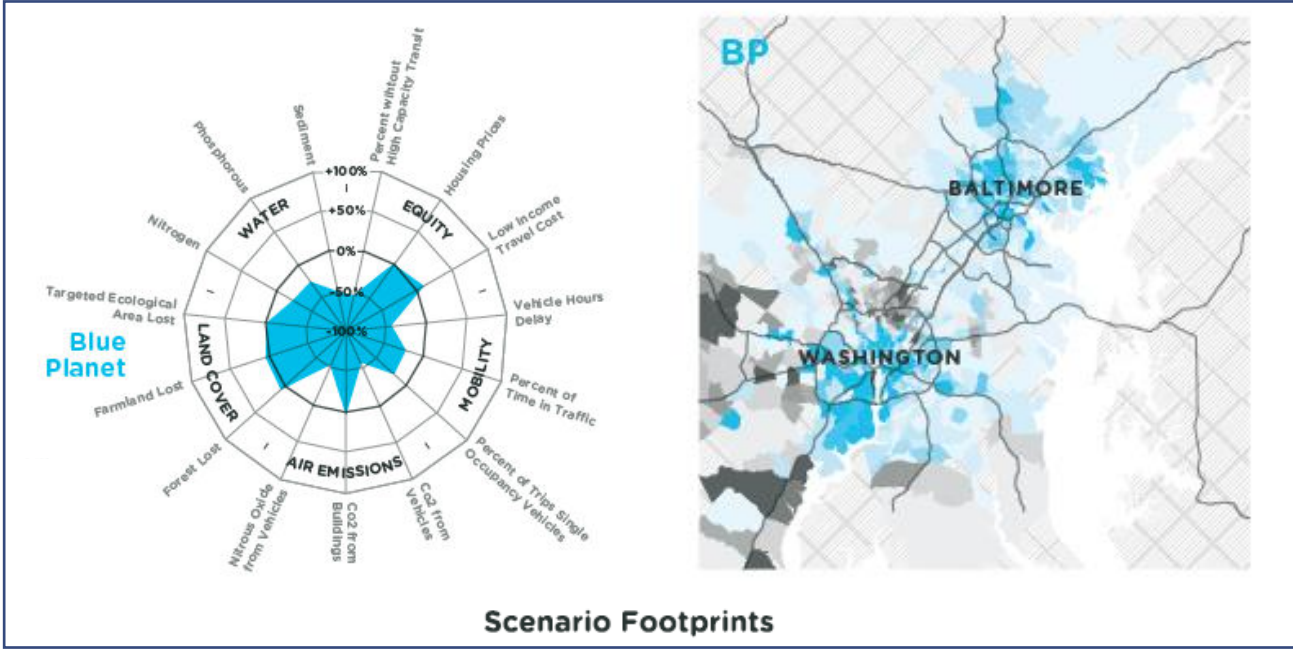 Sediment
Percent wihtout
High Capacity Transit
Housing Prices
Low Income
Travel Cost
Vehicle Hours
Delay
Percent of
Time in Traffic
Percent of Trips Single
Occupancy Vehicles
Co2 from
Vehicles
Co2 from
Buildings
Nitrous Oxide
from Vehicles
Forest Lost
Farmland Lost
Targeted Ecological
Area Lost
Nitrogen
Phosphorous
WATER
EQUITY
MOBILITY
AIR EMISSIONS
LAND COVER
+100%
+50%
0%
-50%
-100%
Blue
Planet
BP
BALTIMORE
WASHINGTON
Scenario Footprints